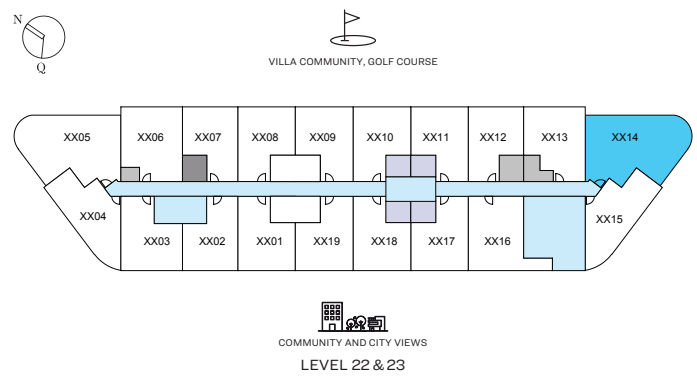 N
Q
VILLA COMMUNITY, GOLF COURSE
XX05 XX06 XX07 XX08 XX09 XX10 XX11 XX12 XX13 XX14
XX04 XX03 XX02 XX01 XX19 XX18 XX17 XX16 XX15
COMMUNITY AND CITY VIEWS
LEVEL 22 & 23